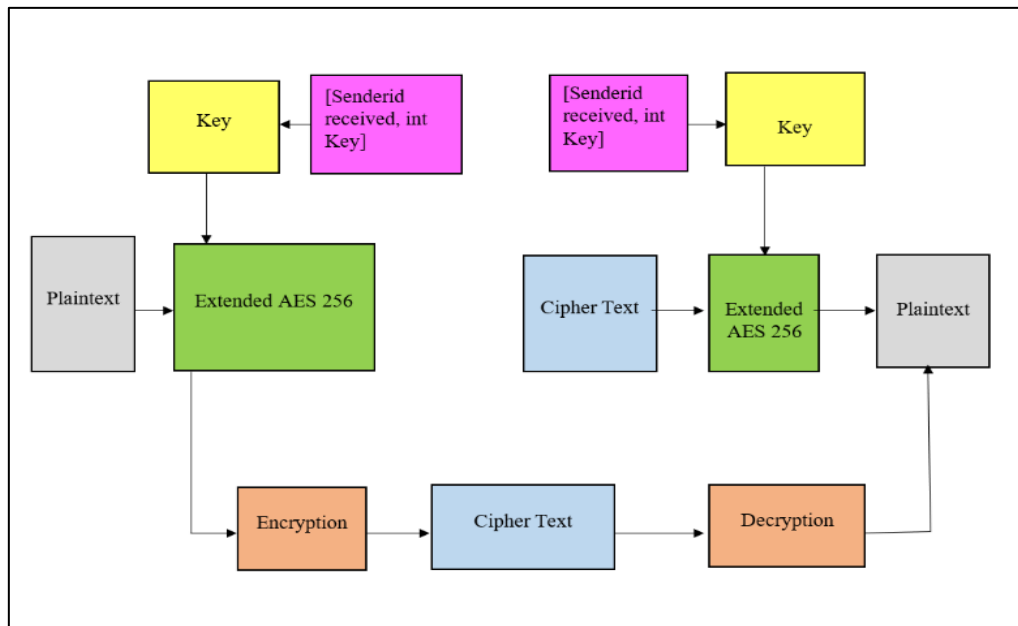 Key
[Senderid
received, int
Key]
[Senderid
received, int
Key]
Key
Plaintext
Extended AES 256
Cipher Text
Extended
AES 256
Plaintext
Encryption
Cipher Text
Decryption